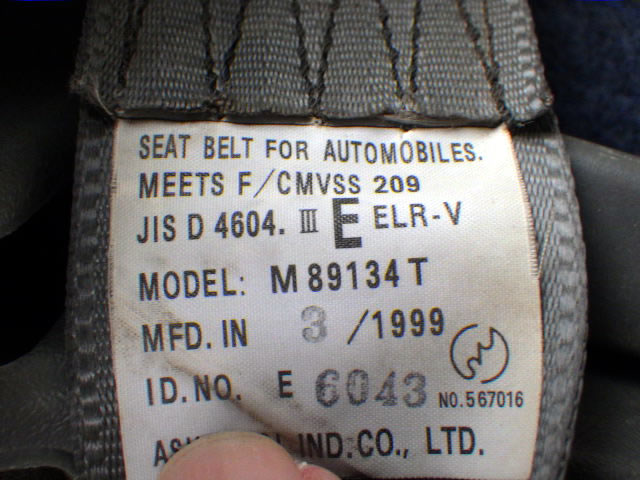 SEAT BELT FOR AUTOMOBILES.
MEETS F/CMVSS 209
JIS D 4604. III E ELR-V
MODEL: M 89134 T
MFD. IN 3 /1999
ID. NO. E 6043 NO.567016
IND. CO., LTD.